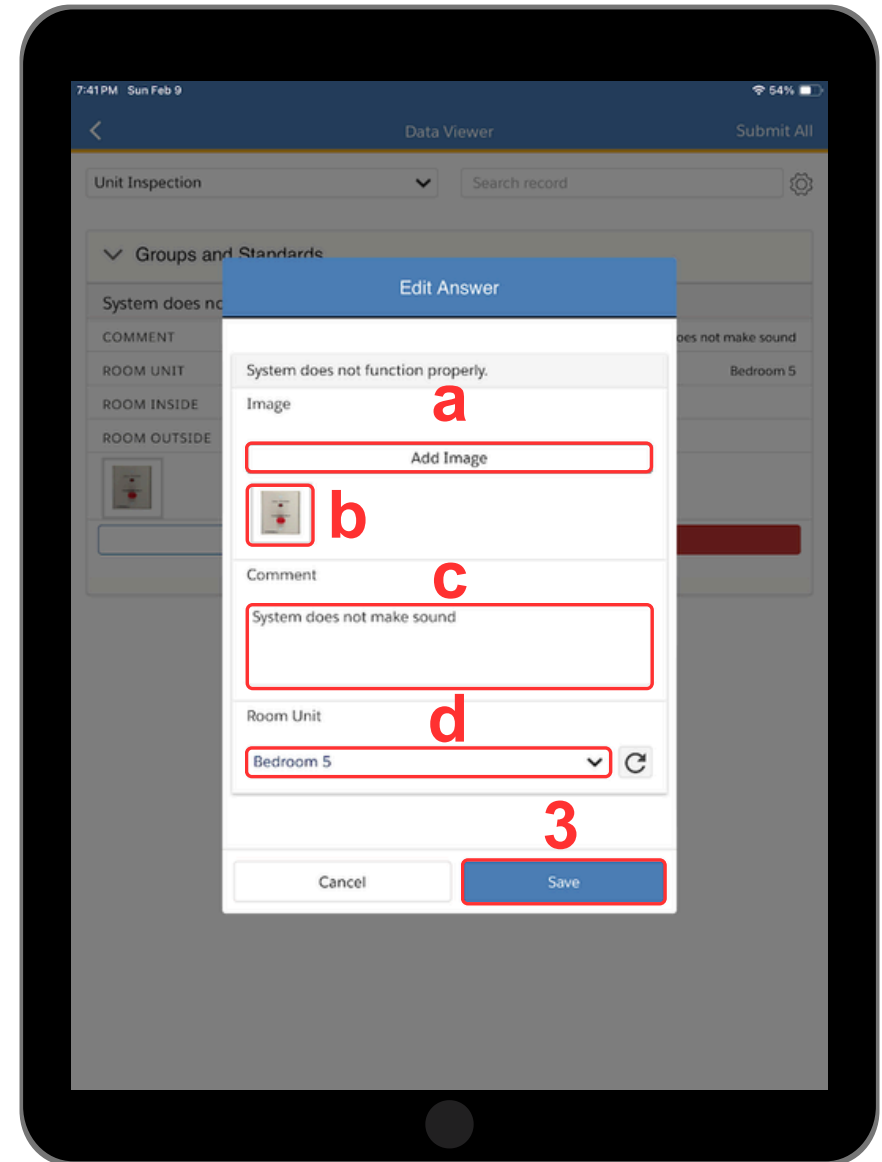 7:41 PM Sun Feb 9 54%
Data Viewer Submit All
Unit Inspection Search record
Groups and Standards
Edit Answer
System does no
COMMENT oes not make sound
ROOM UNIT Bedroom 5
ROOM INSIDE
ROOM OUTSIDE
System does not function properly.
a
Image
Add Image
b
Comment
c
System does not make sound
d
Room Unit
Bedroom 5
3
Cancel Save